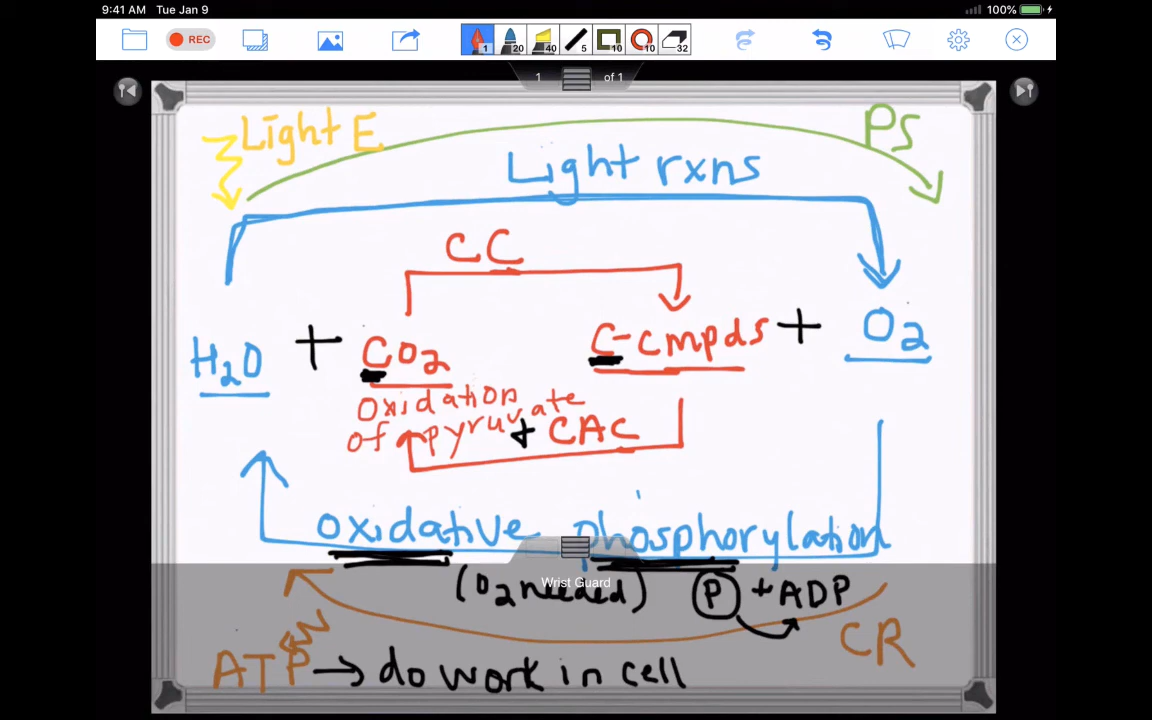 9:41 AM Tue Jan 9
100%
REC
1 20 40 5 10 10 32
1 of 1
Light E
PS
Light rxns
CC
H2O + CO2
C-cmpds + O2
oxidation
of pyruvate
+ CAC
oxidative phosphorylation
Wrist Guard
(O2 needed)
P + ADP
CR
ATP → do work in cell